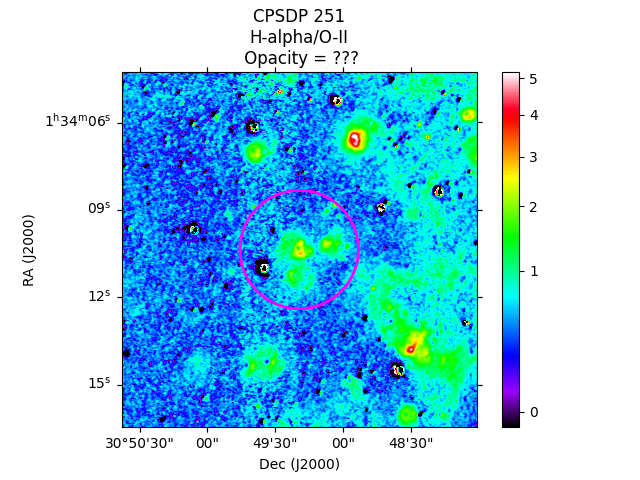 CPSDP 251
H-alpha/O-II
Opacity = ???
1ʰ34ᵐ06ˢ
09ˢ
12ˢ
15ˢ
RA (J2000)
30°50'30" 00" 49'30" 00" 48'30"
Dec (J2000)
5
4
3
2
1
0